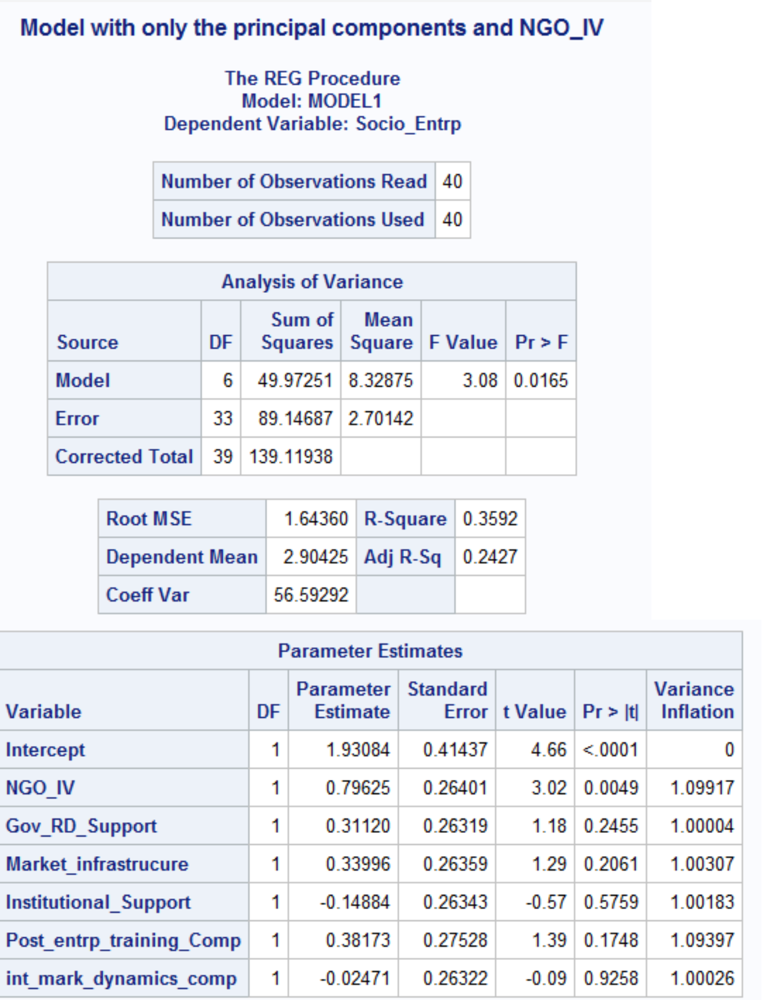 Model with only the principal components and NGO_IV
The REG Procedure
Model: MODEL1
Dependent Variable: Socio_Entrp
Number of Observations Read 40
Number of Observations Used 40
Analysis of Variance
Source DF Sum of Squares Mean Square F Value Pr > F
Model 6 49.97251 8.32875 3.08 0.0165
Error 33 89.14687 2.70142
Corrected Total 39 139.11938
Root MSE 1.64360 R-Square 0.3592
Dependent Mean 2.90425 Adj R-Sq 0.2427
Coeff Var 56.59292
Parameter Estimates
Variable DF Parameter Estimate Standard Error t Value Pr > |t| Variance Inflation
Intercept 1 1.93084 0.41437 4.66 <.0001 0
NGO_IV 1 0.79625 0.26401 3.02 0.0049 1.09917
Gov_RD_Support 1 0.31120 0.26319 1.18 0.2455 1.00004
Market_infrastrucure 1 0.33996 0.26359 1.29 0.2061 1.00307
Institutional_Support 1 -0.14884 0.26343 -0.57 0.5759 1.00183
Post_entrp_training_Comp 1 0.38173 0.27528 1.39 0.1748 1.09397
int_mark_dynamics_comp 1 -0.02471 0.26322 -0.09 0.9258 1.00026